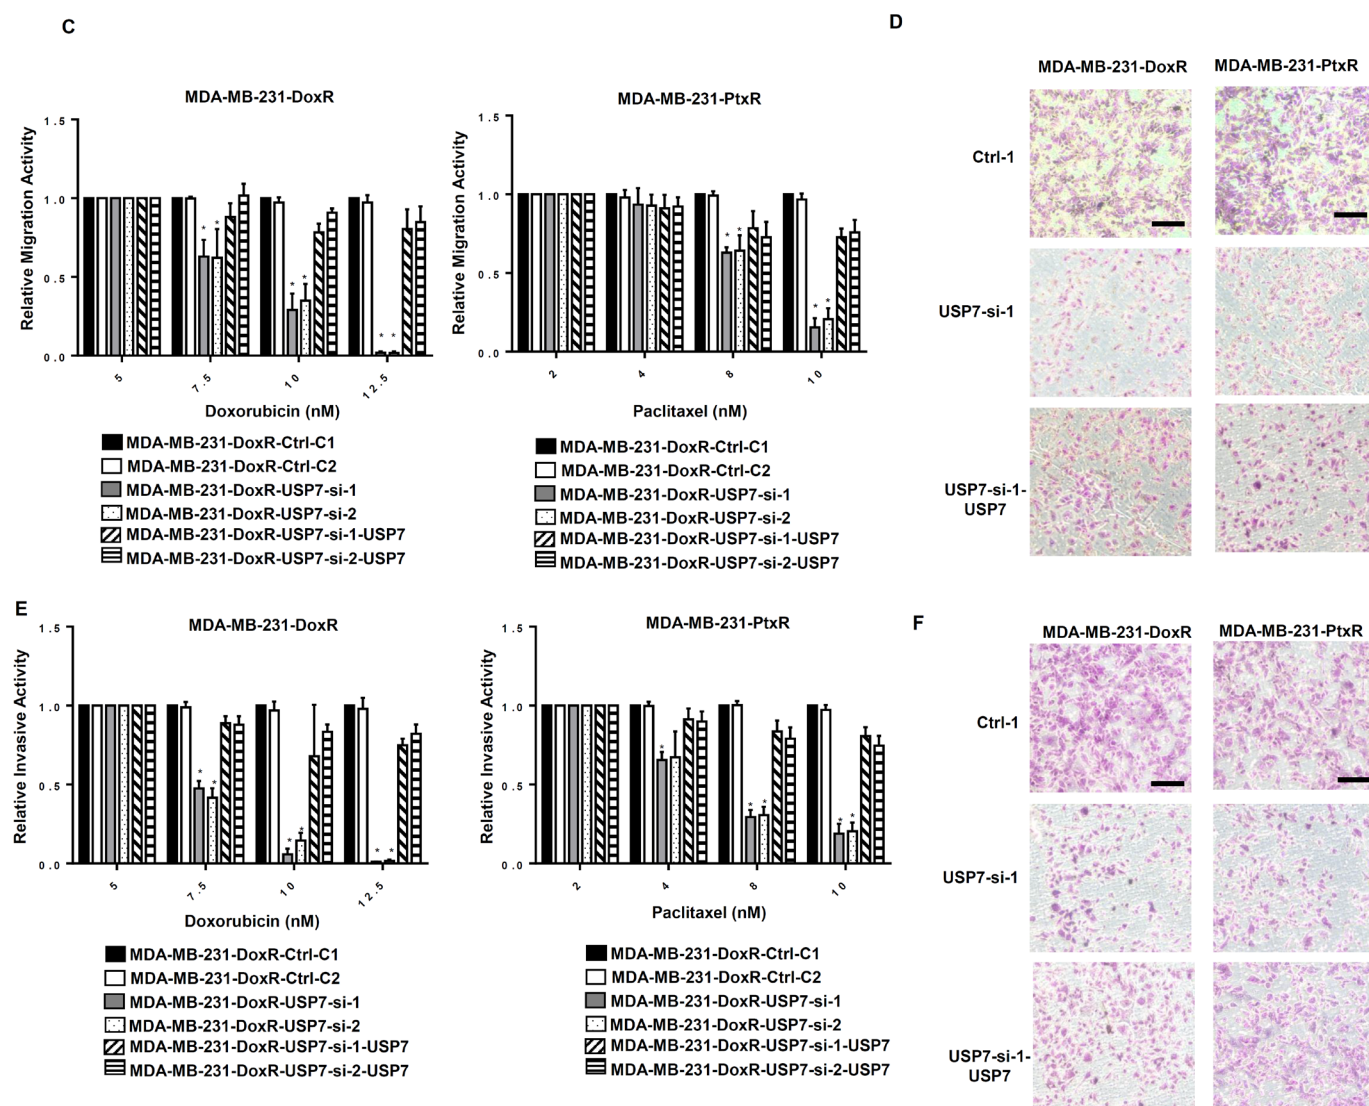 C
MDA-MB-231-DoxR
Relative Migration Activity
1.5
1.0
0.5
0.0
* * * * * *
5 7.5 10 12.5
Doxorubicin (nM)
MDA-MB-231-DoxR-Ctrl-C1
MDA-MB-231-DoxR-Ctrl-C2
MDA-MB-231-DoxR-USP7-si-1
MDA-MB-231-DoxR-USP7-si-2
MDA-MB-231-DoxR-USP7-si-1-USP7
MDA-MB-231-DoxR-USP7-si-2-USP7
MDA-MB-231-PtxR
Relative Migration Activity
1.5
1.0
0.5
0.0
* * * *
2 4 8 10
Paclitaxel (nM)
MDA-MB-231-DoxR-Ctrl-C1
MDA-MB-231-DoxR-Ctrl-C2
MDA-MB-231-DoxR-USP7-si-1
MDA-MB-231-DoxR-USP7-si-2
MDA-MB-231-DoxR-USP7-si-1-USP7
MDA-MB-231-DoxR-USP7-si-2-USP7
D
MDA-MB-231-DoxR MDA-MB-231-PtxR
Ctrl-1
USP7-si-1
USP7-si-1-
USP7
E
MDA-MB-231-DoxR
Relative Invasive Activity
1.5
1.0
0.5
0.0
* * * * * *
5 7.5 10 12.5
Doxorubicin (nM)
MDA-MB-231-DoxR-Ctrl-C1
MDA-MB-231-DoxR-Ctrl-C2
MDA-MB-231-DoxR-USP7-si-1
MDA-MB-231-DoxR-USP7-si-2
MDA-MB-231-DoxR-USP7-si-1-USP7
MDA-MB-231-DoxR-USP7-si-2-USP7
MDA-MB-231-PtxR
Relative Invasive Activity
1.5
1.0
0.5
0.0
* * * * *
2 4 8 10
Paclitaxel (nM)
MDA-MB-231-DoxR-Ctrl-C1
MDA-MB-231-DoxR-Ctrl-C2
MDA-MB-231-DoxR-USP7-si-1
MDA-MB-231-DoxR-USP7-si-2
MDA-MB-231-DoxR-USP7-si-1-USP7
MDA-MB-231-DoxR-USP7-si-2-USP7
F
MDA-MB-231-DoxR MDA-MB-231-PtxR
Ctrl-1
USP7-si-1
USP7-si-1-
USP7